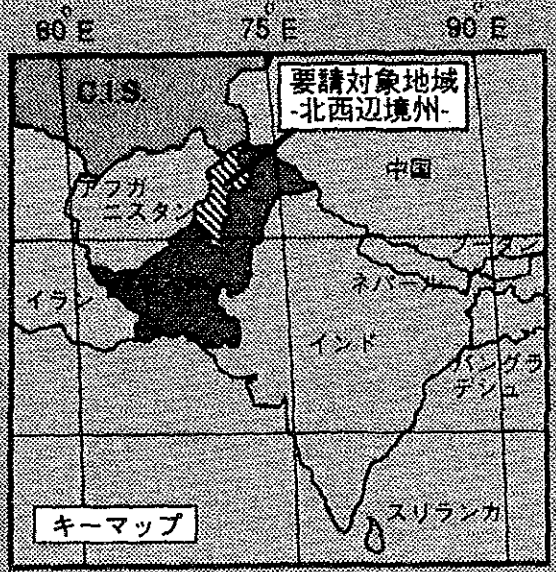 60°E 75°E 90°E
C.I.S
要請対象地域
-北西辺境州-
中国
アフガ
ニスタン
ブータン
ネパール
イラン
インド
バングラ
デシュ
スリランカ
キーマップ